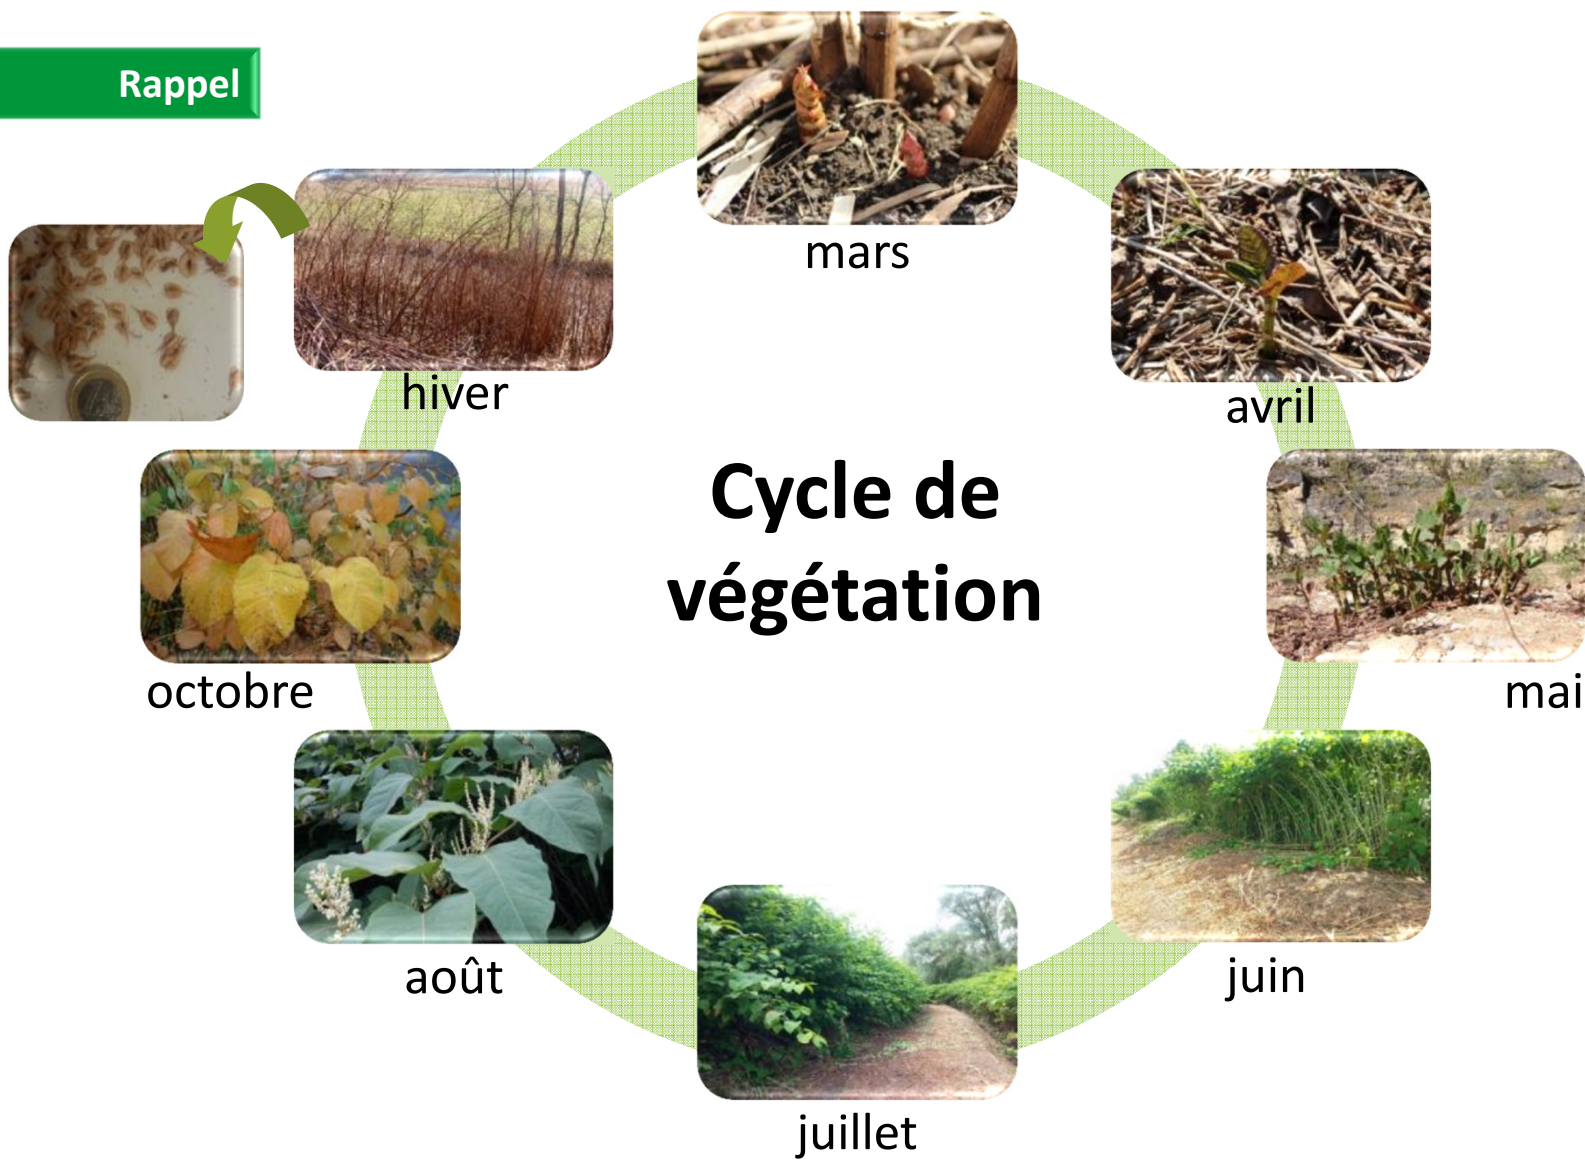 Rappel
mars
avril
hiver
Cycle de
végétation
octobre
mai
août
juin
juillet